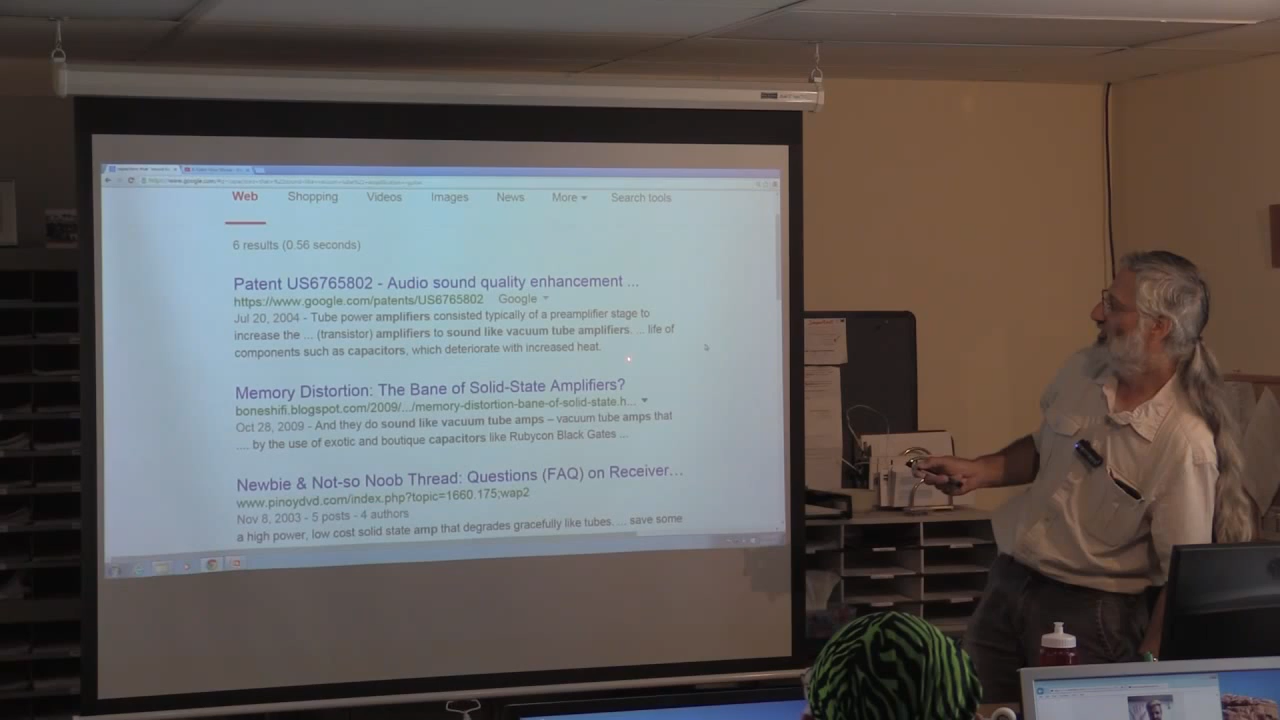 Web Shopping Videos Images News More Search tools
6 results (0.56 seconds)
Patent US6765802 - Audio sound quality enhancement ...
https://www.google.com/patents/US6765802 Google
Jul 20, 2004 - Tube power amplifiers consisted typically of a preamplifier stage to
increase the ... (transistor) amplifiers to sound like vacuum tube amplifiers. ... life of
components such as capacitors, which deteriorate with increased heat.
Memory Distortion: The Bane of Solid-State Amplifiers?
boneshifi.blogspot.com/2009/.../memory-distortion-bane-of-solid-state.h...
Oct 28, 2009 - And they do sound like vacuum tube amps – vacuum tube amps that
.... by the use of exotic and boutique capacitors like Rubycon Black Gates ...
Newbie & Not-so Noob Thread: Questions (FAQ) on Receiver...
www.pinoydvd.com/index.php?topic=1660.175;wap2
Nov 8, 2003 - 5 posts - 4 authors
a high power, low cost solid state amp that degrades gracefully like tubes. ... save some